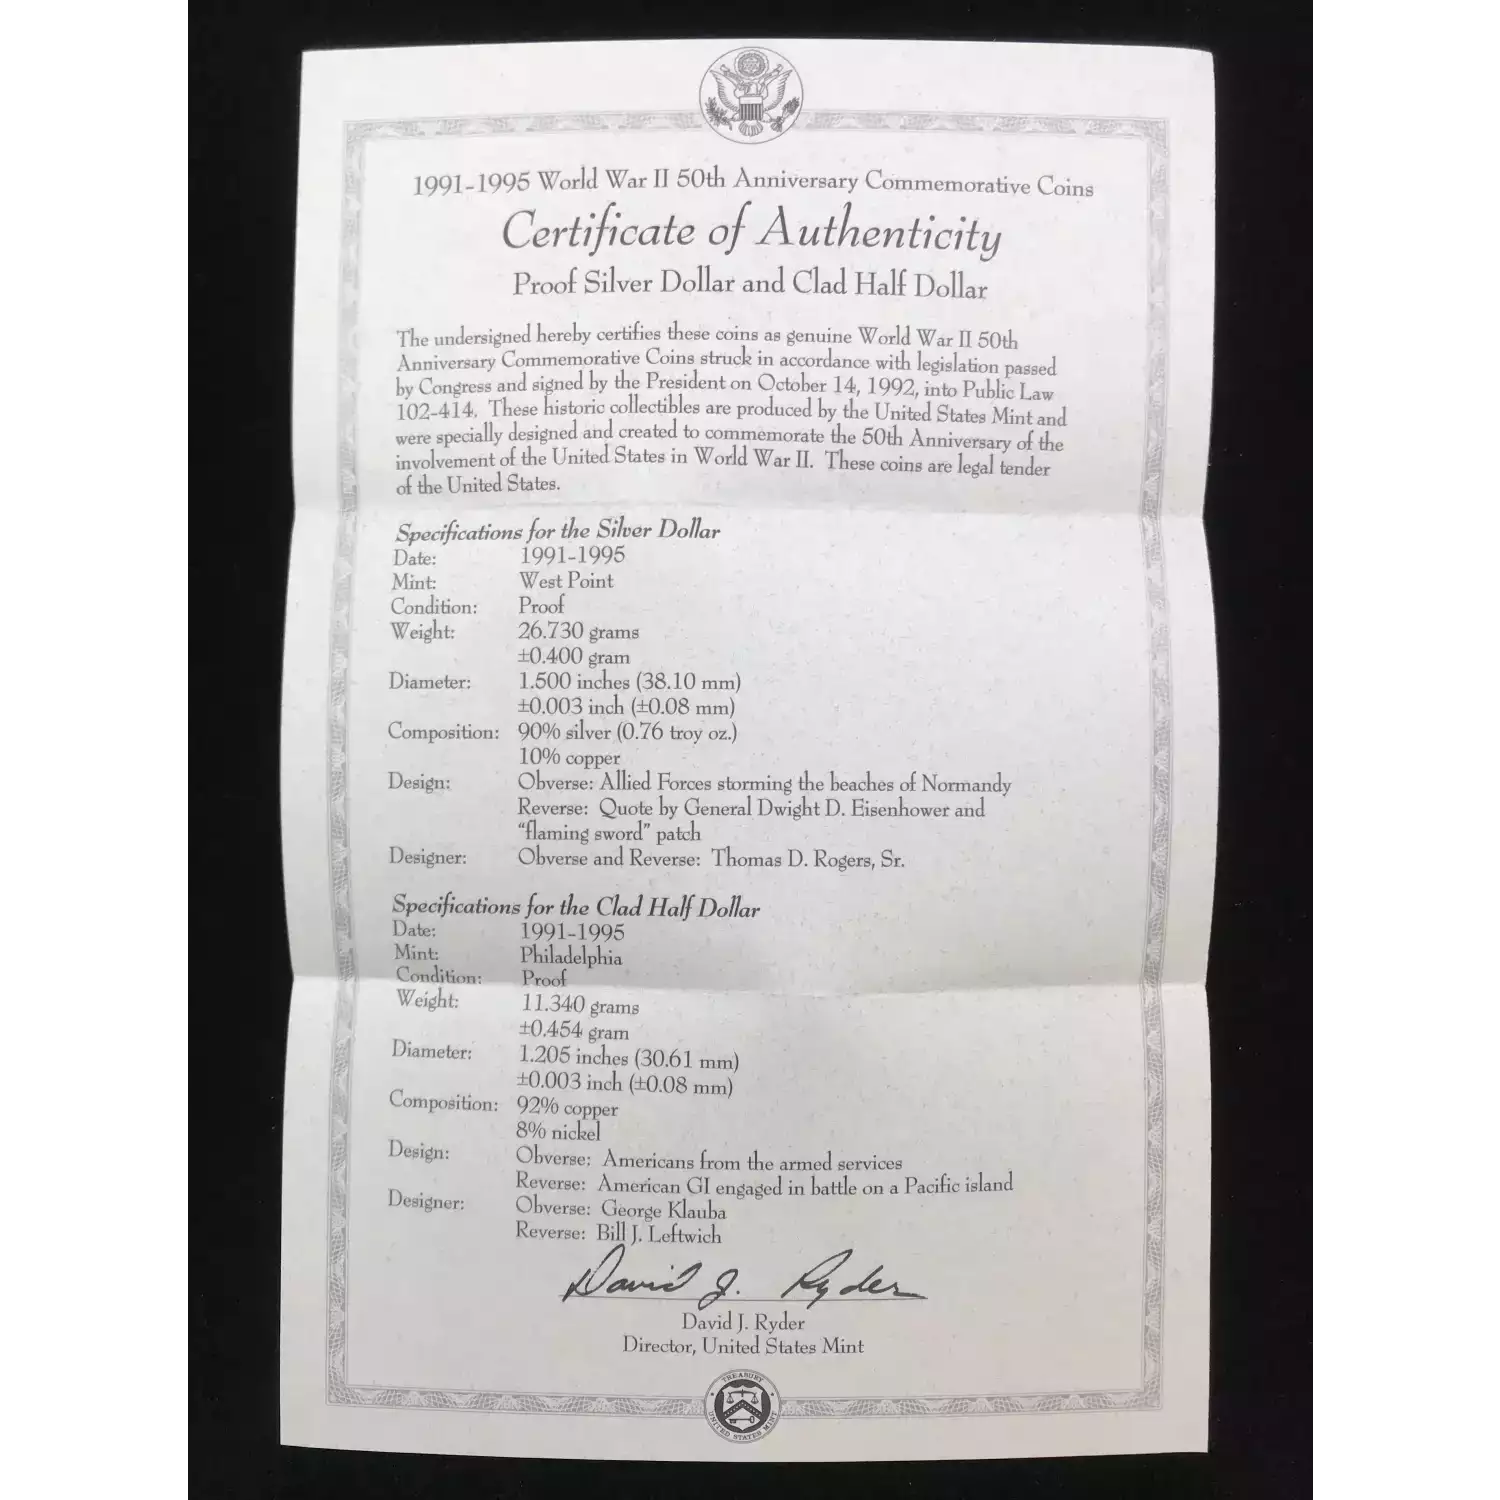 1991-1995 World War II 50th Anniversary Commemorative Coins
Certificate of Authenticity
Proof Silver Dollar and Clad Half Dollar
The undersigned hereby certifies these coins as genuine World War II 50th
Anniversary Commemorative Coins struck in accordance with legislation passed
by Congress and signed by the President on October 14, 1992, into Public Law
102-414. These historic collectibles are produced by the United States Mint and
were specially designed and created to commemorate the 50th Anniversary of the
involvement of the United States in World War II. These coins are legal tender
of the United States.
Specifications for the Silver Dollar
Date: 1991-1995
Mint: West Point
Condition: Proof
Weight: 26.730 grams
±0.400 gram
Diameter: 1.500 inches (38.10 mm)
±0.003 inch (±0.08 mm)
Composition: 90% silver (0.76 troy oz.)
10% copper
Design: Obverse: Allied Forces storming the beaches of Normandy
Reverse: Quote by General Dwight D. Eisenhower and
"flaming sword" patch
Designer: Obverse and Reverse: Thomas D. Rogers, Sr.
Specifications for the Clad Half Dollar
Date: 1991-1995
Mint: Philadelphia
Condition: Proof
Weight: 11.340 grams
±0.454 gram
Diameter: 1.205 inches (30.61 mm)
±0.003 inch (±0.08 mm)
Composition: 92% copper
8% nickel
Design: Obverse: Americans from the armed services
Reverse: American GI engaged in battle on a Pacific island
Designer: Obverse: George Klauba
Reverse: Bill J. Leftwich
David J. Ryder
David J. Ryder
Director, United States Mint
TREASURY
UNITED STATES MINT